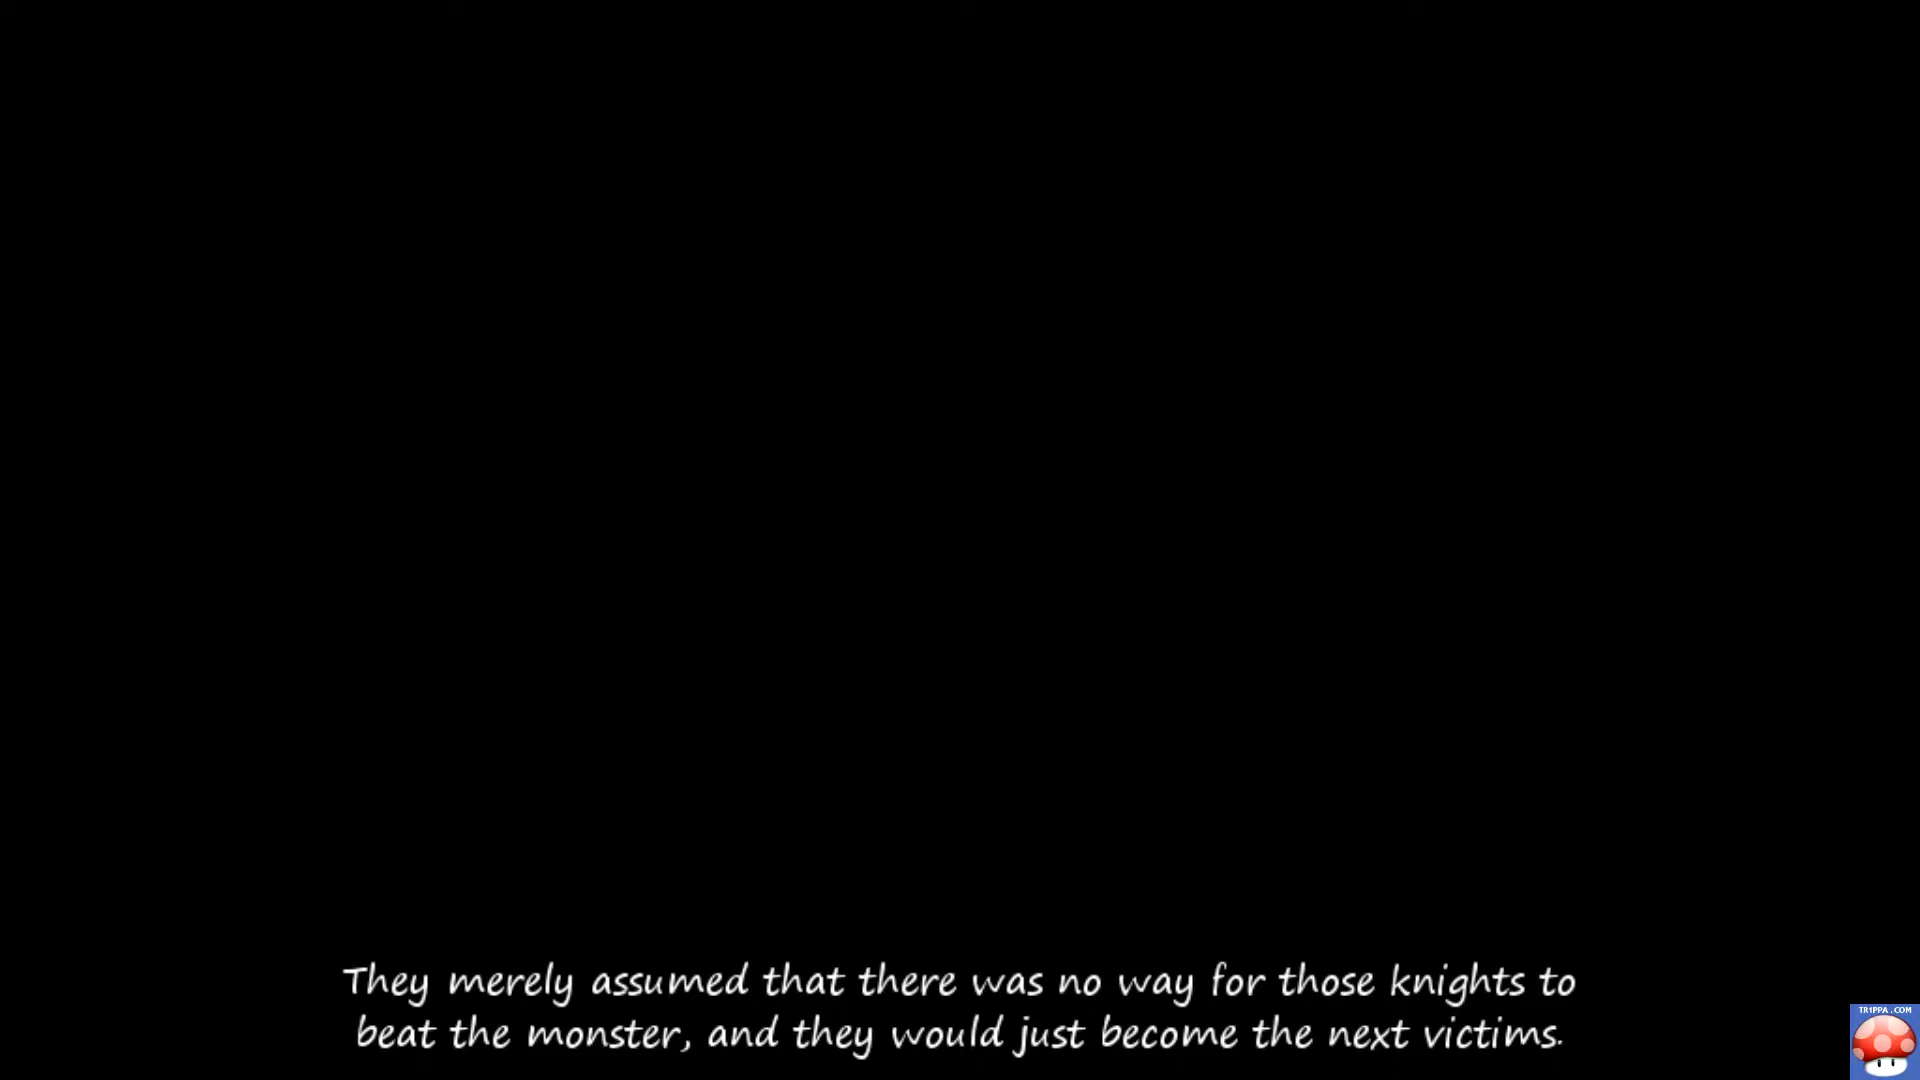 They merely assumed that there was no way for those knights to
beat the monster, and they would just become the next victims.
TR1PPA.COM